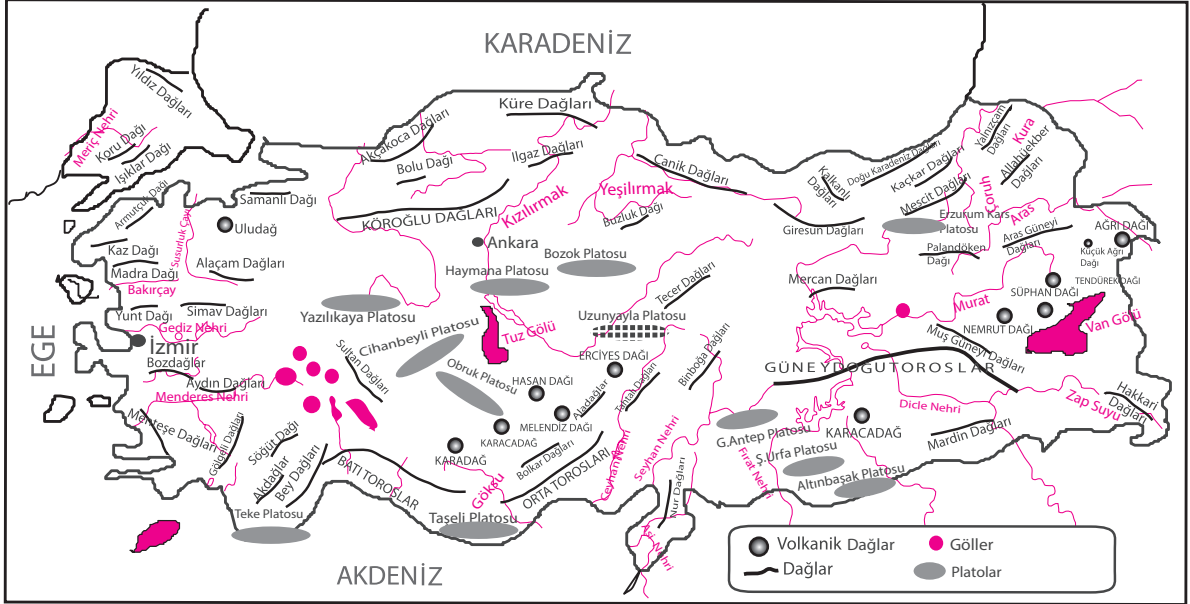 KARADENİZ
Yıldız Dağları
Meriç Nehri
Koru Dağı
Işıklar Dağı
Küre Dağları
Akçakoca Dağları
Bolu Dağı
Ilgaz Dağları
KÖROĞLU DAGLARI
Kızılırmak
Yeşilırmak
Canik Dağları
Buzluk Dağı
Giresun Dağları
Kalkanlı
Dağları
Doğu Karadeniz Dağları
Kaçkar Dağları
Mescit Dağları
Yalnızçam
Dağları
Kura
Allahüekber
Dağları
Çoruh
Erzurum Kars
Platosu
Aras
Aras Güneyi
Dağları
Palandöken
Dağı
AĞRI DAĞI
Küçük Ağrı
Dağı
TENDÜREK DAĞI
SÜPHAN DAĞI
NEMRUT DAĞI
Van Gölü
Murat
Muş Güneyi Dağları
Mercan Dağları
Armutçuk Dağı
Susurluk Çayı
Samanlı Dağı
Uludağ
Kaz Dağı
Alaçam Dağları
Madra Dağı
Bakırçay
Yunt Dağı
Simav Dağları
Gediz Nehri
EGE
İzmir
Bozdağlar
Aydın Dağları
Menderes Nehri
Menteşe Dağları
Gölgeli Dağları
Söğüt Dağı
Akdağlar
Bey Dağları
Teke Platosu
Ankara
Haymana Platosu
Bozok Platosu
Yazılıkaya Platosu
Cihanbeyli Platosu
Tuz Gölü
Obruk Platosu
Sultan Dağları
Uzunyayla Platosu
Tecer Dağları
ERCİYES DAĞI
HASAN DAĞI
MELENDİZ DAĞI
KARACADAĞ
KARADAĞ
Aladağlar
Binboğa Dağları
Bolkar Dağları
BATI TOROSLAR
ORTA TOROSLAR
Göksu
Taşeli Platosu
Ceyhan Nehri
Seyhan Nehri
Nur Dağları
Asi Nehri
GÜNEYDOĞUTOROSLAR
G.Antep Platosu
Ş.Urfa Platosu
Altınbaşak Platosu
Fırat Nehri
KARACADAĞ
Dicle Nehri
Mardin Dağları
Zap Suyu
Hakkari
Dağları
AKDENİZ
Volkanik Dağlar
Göller
Dağlar
Platolar